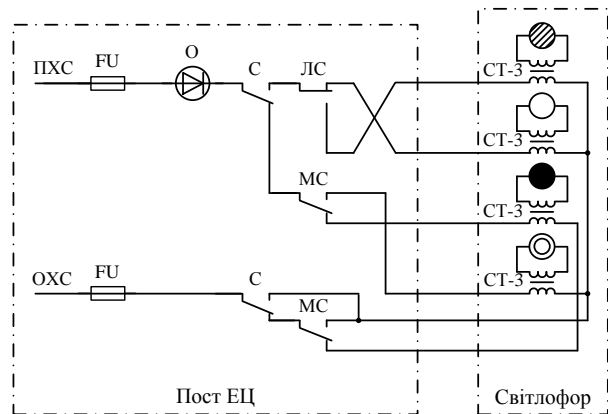 ПХС
FU
О
С
ЛС
СТ-3
СТ-3
МС
СТ-3
ОХС
FU
С
МС
СТ-3
Пост ЕЦ
Світлофор